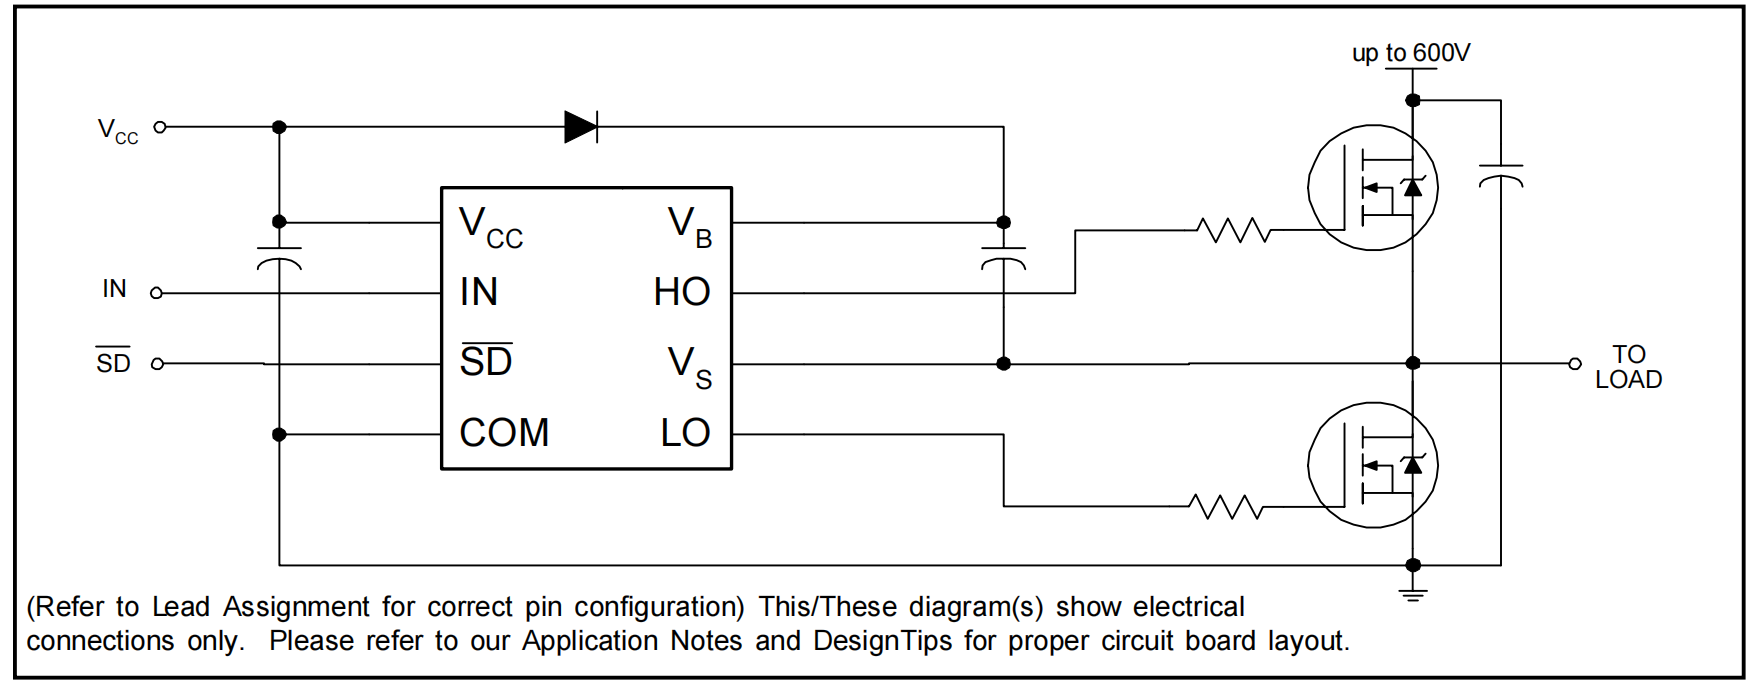 up to 600V
VCC
VCC VB
IN
IN HO
SD
SD VS
TO
LOAD
COM LO
(Refer to Lead Assignment for correct pin configuration) This/These diagram(s) show electrical
connections only. Please refer to our Application Notes and DesignTips for proper circuit board layout.